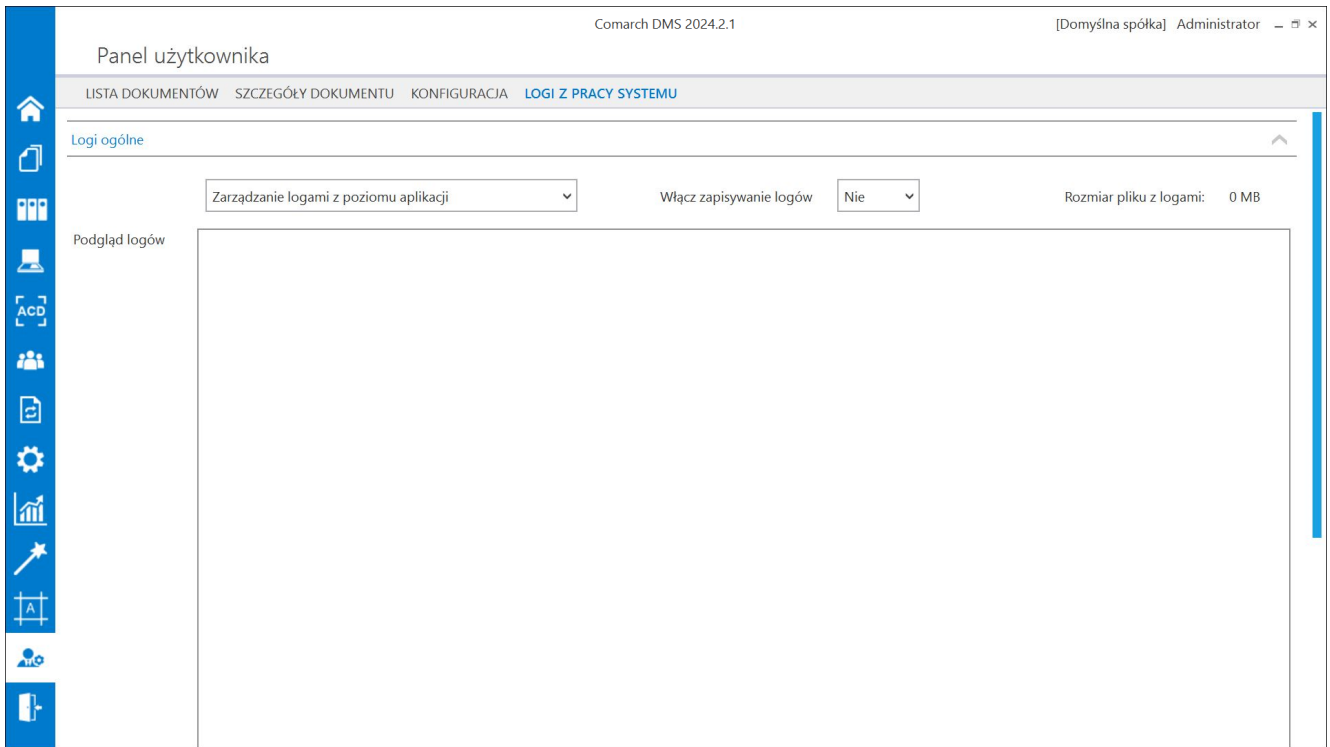 Comarch DMS 2024.2.1
[Domyślna spółka] Administrator
Panel użytkownika
LISTA DOKUMENTÓW SZCZEGÓŁY DOKUMENTU KONFIGURACJA LOGI Z PRACY SYSTEMU
Logi ogólne
Zarządzanie logami z poziomu aplikacji Włącz zapisywanie logów Nie Rozmiar pliku z logami: 0 MB
Podgląd logów
ACD
A